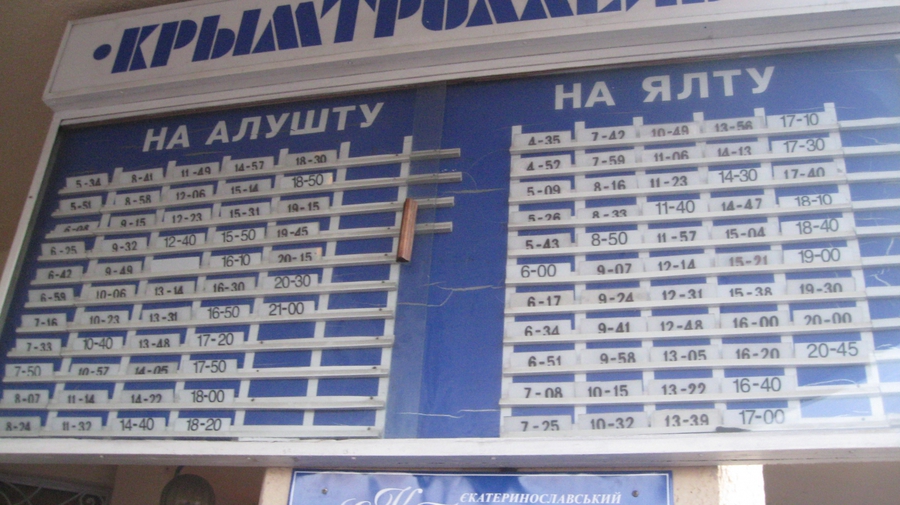 •КРЫМТРОЛЛЕЙБУС
НА АЛУШТУ
5-34 8-41 11-49 14-57 18-30
5-51 8-58 12-06 15-14 18-50
6-08 9-15 12-23 15-31 19-15
6-25 9-32 12-40 15-50 19-45
6-42 9-49 16-10 20-15
6-59 10-06 13-14 16-30 20-30
7-16 10-23 13-31 16-50 21-00
7-33 10-40 13-48 17-20
7-50 10-57 14-05 17-50
8-07 11-14 14-22 18-00
8-24 11-32 14-40 18-20
НА ЯЛТУ
4-35 7-42 10-49 13-56 17-10
4-52 7-59 11-06 14-13 17-30
5-09 8-16 11-23 14-30 17-40
5-26 8-33 11-40 14-47 18-10
5-43 8-50 11-57 15-04 18-40
6-00 9-07 12-14 15-21 19-00
6-17 9-24 12-31 15-38 19-30
6-34 9-41 12-48 16-00 20-00
6-51 9-58 13-05 16-20 20-45
7-08 10-15 13-22 16-40
7-25 10-32 13-39 17-00
ЄКАТЕРИНОСЛАВСЬКИЙ